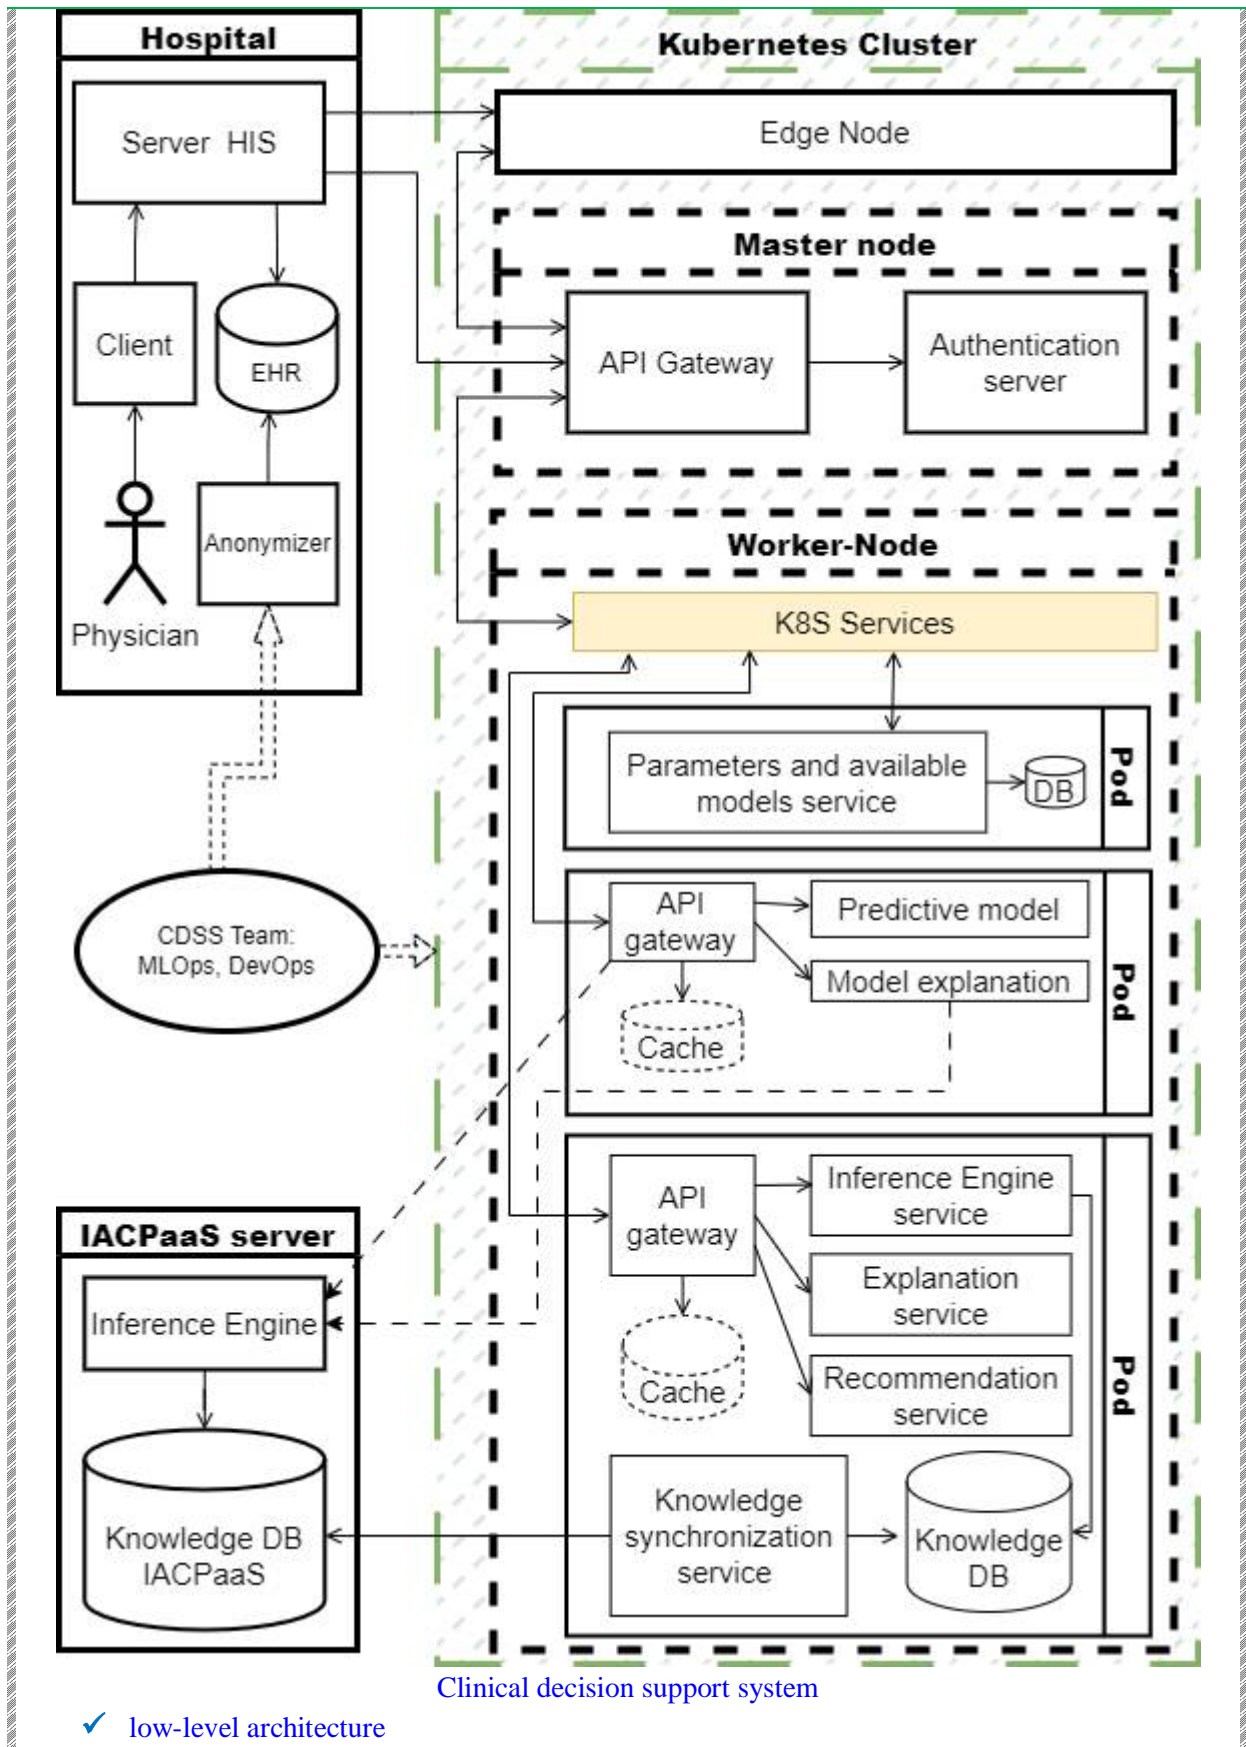 Hospital
Server HIS
Client
EHR
Anonymizer
Physician
CDSS Team:
MLOps, DevOps
IACPaaS server
Inference Engine
Knowledge DB
IACPaaS
Kubernetes Cluster
Edge Node
Master node
API Gateway
Authentication
server
Worker-Node
K8S Services
Parameters and available
models service
DB
Pod
API
gateway
Predictive model
Model explanation
Cache
Pod
API
gateway
Inference Engine
service
Explanation
service
Recommendation
service
Cache
Knowledge
synchronization
service
Knowledge
DB
Pod
Clinical decision support system
✓ low-level architecture